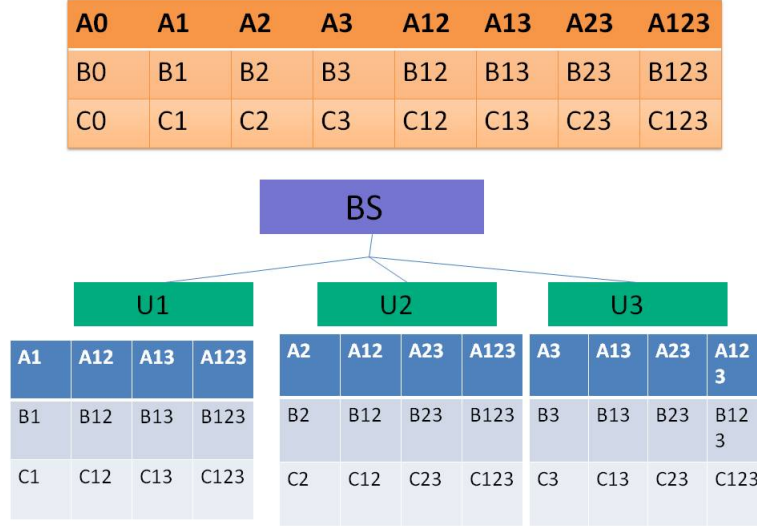 A0 A1 A2 A3 A12 A13 A23 A123
B0 B1 B2 B3 B12 B13 B23 B123
C0 C1 C2 C3 C12 C13 C23 C123
BS
U1 U2 U3
A1 A12 A13 A123
B1 B12 B13 B123
C1 C12 C13 C123
A2 A12 A23 A123
B2 B12 B23 B123
C2 C12 C23 C123
A3 A13 A23 A12
3
B3 B13 B23 B12
3
C3 C13 C23 C123